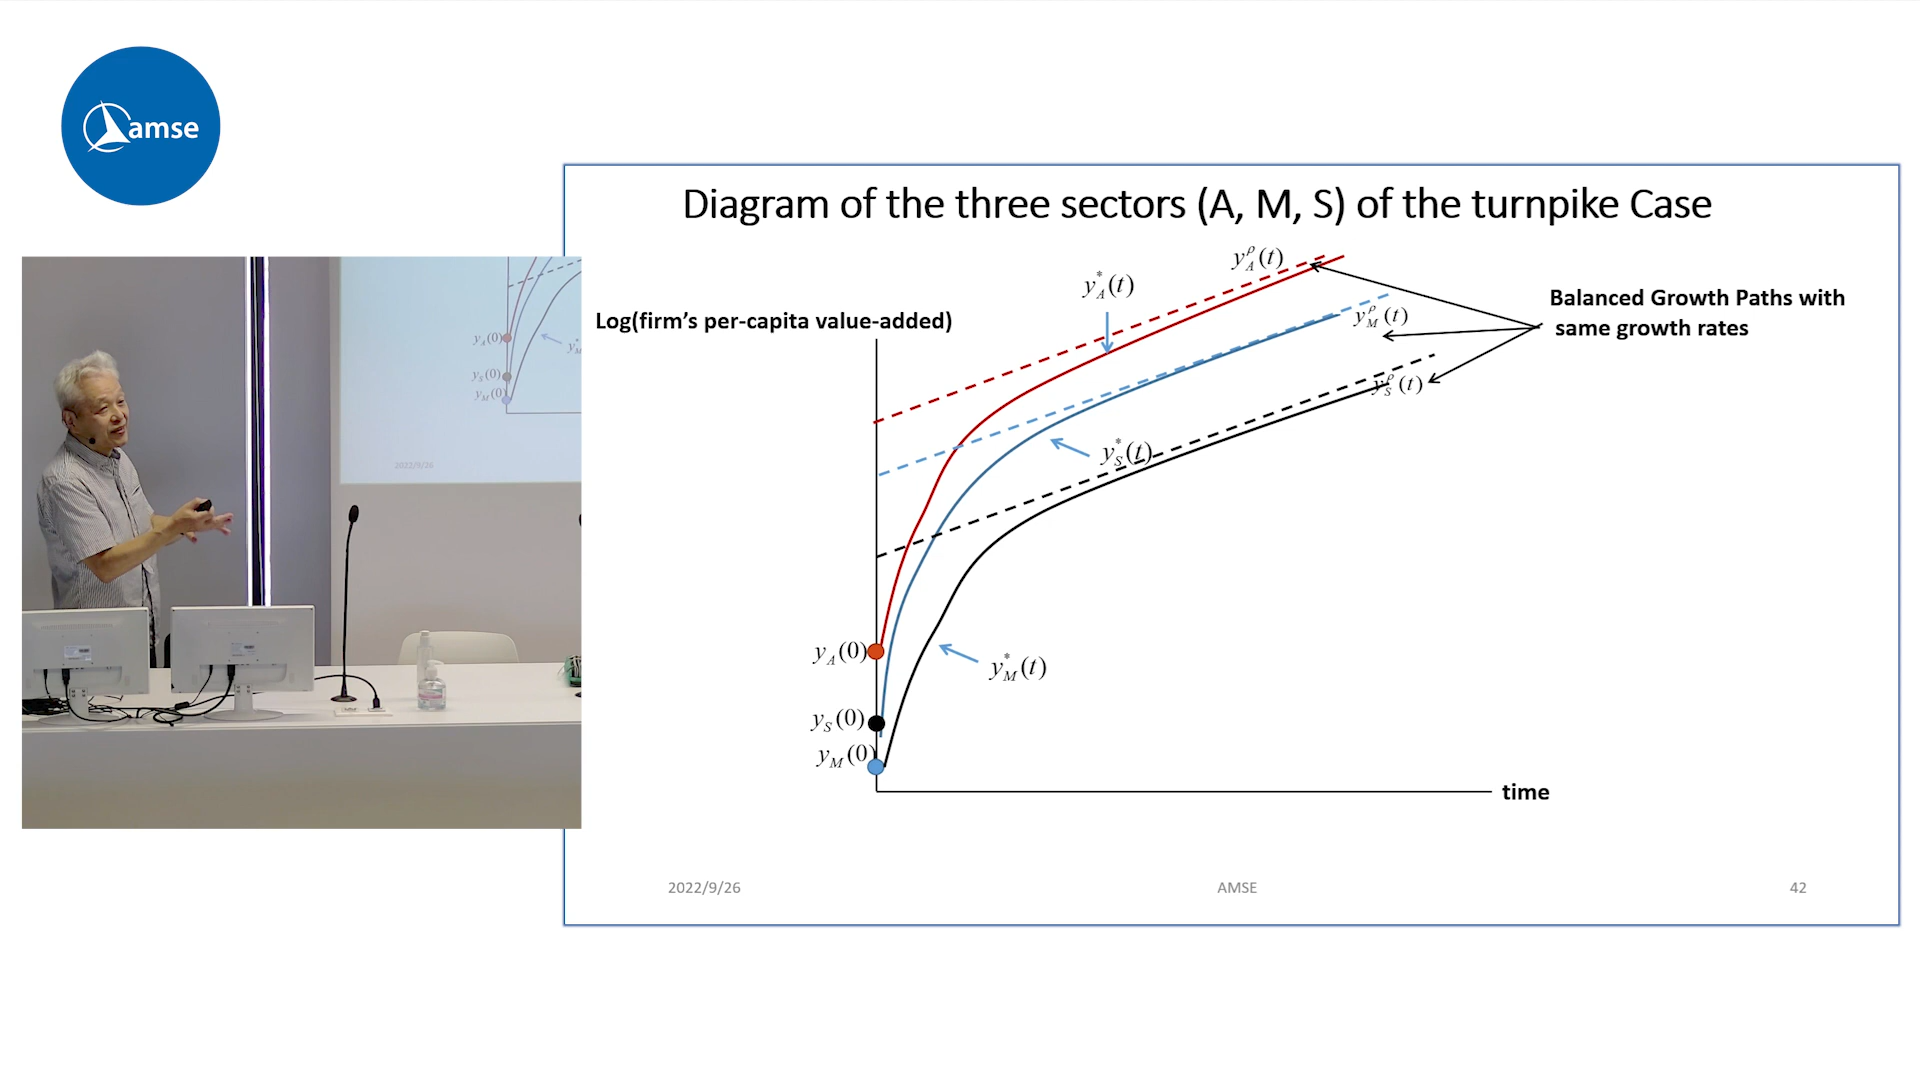 amse
Diagram of the three sectors (A, M, S) of the turnpike Case
y_A^ρ(t)
y_A^*(t)
Balanced Growth Paths with
same growth rates
Log(firm’s per-capita value-added)
y_M^ρ(t)
y_S^ρ(t)
y_S^*(t)
y_A(0)
y_M^*(t)
y_S(0)
y_M(0)
time
2022/9/26
AMSE
42
y_A(0)
y_S(0)
y_M(0)
2022/9/26